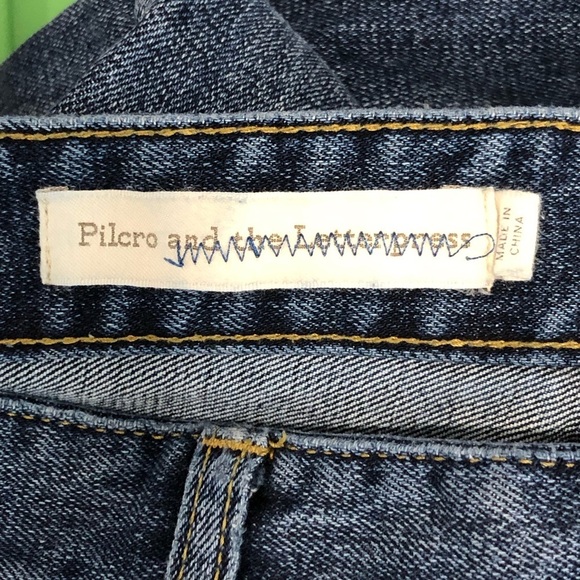 Pilcro and the Letterpress
MADE IN
CHINA